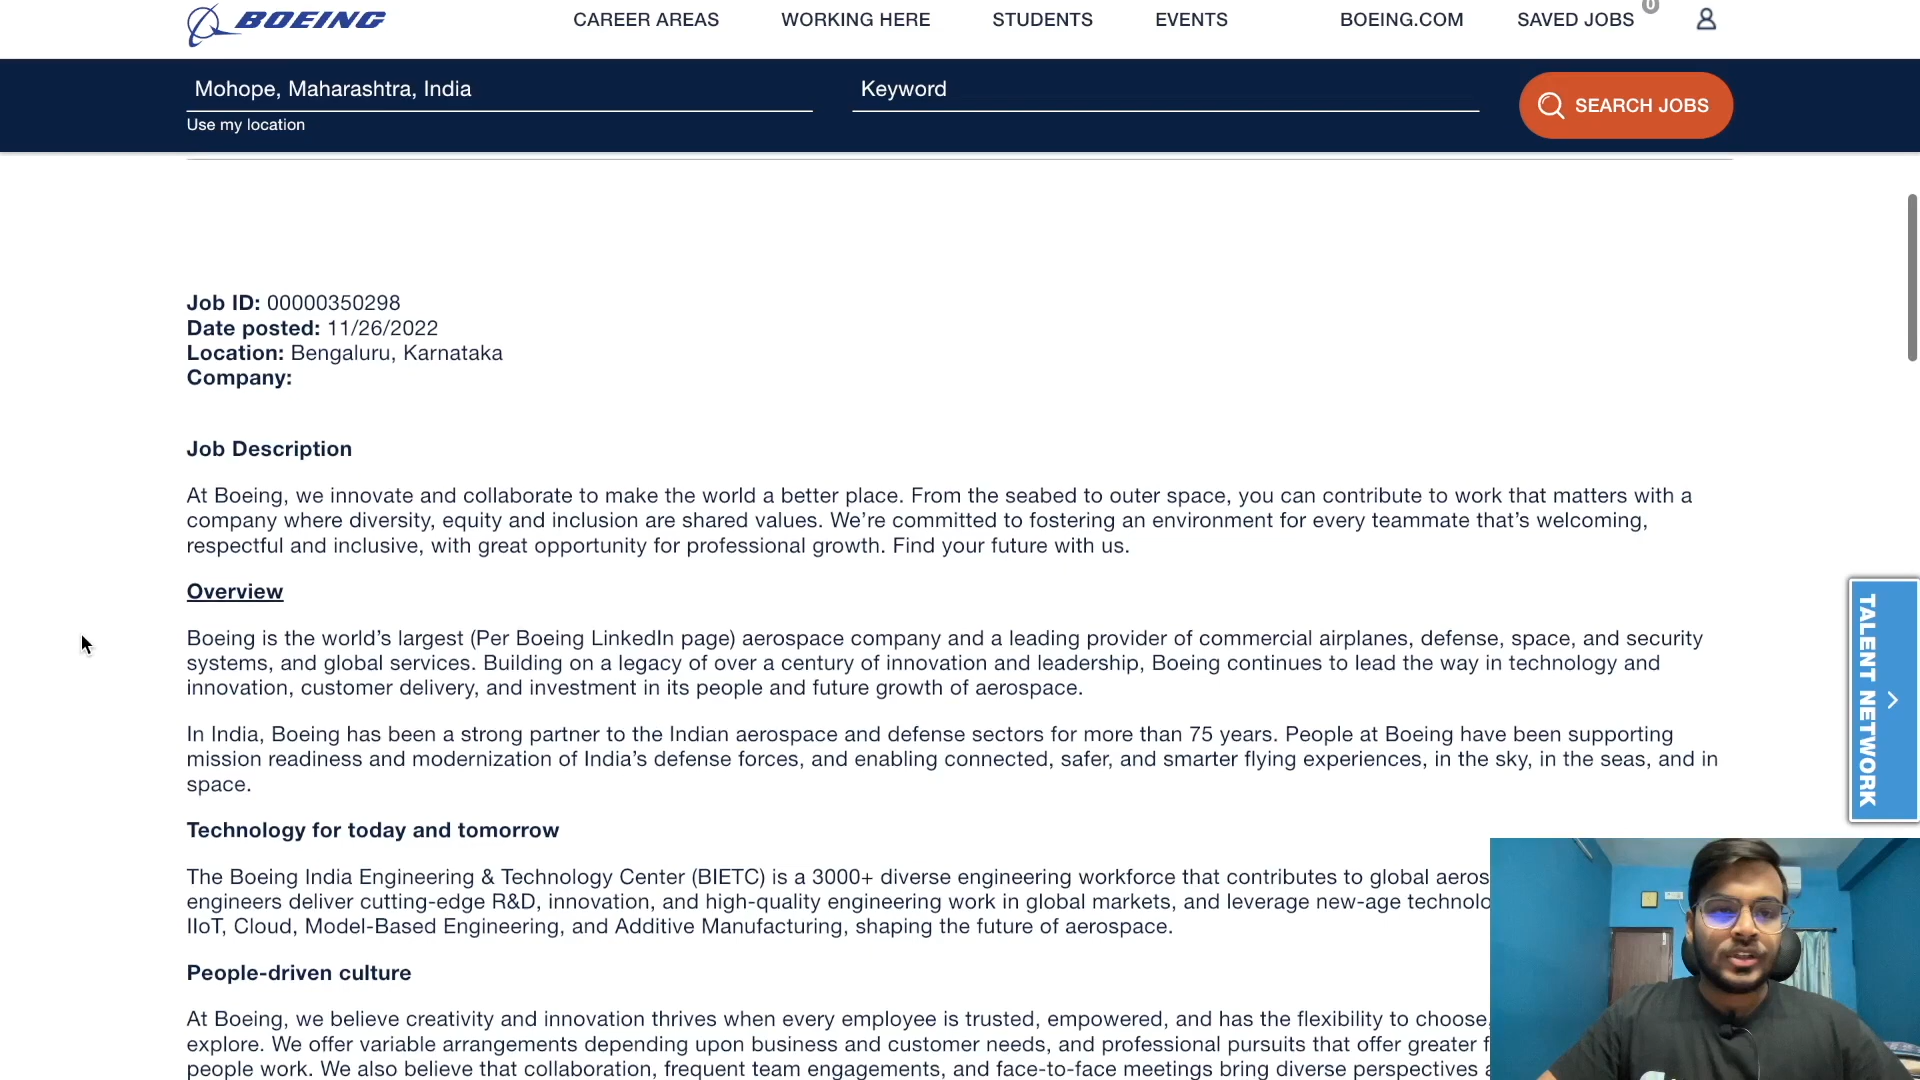 BOEING
CAREER AREAS WORKING HERE STUDENTS EVENTS BOEING.COM SAVED JOBS 0
Mohope, Maharashtra, India Keyword SEARCH JOBS
Use my location
Job ID: 00000350298
Date posted: 11/26/2022
Location: Bengaluru, Karnataka
Company:
Job Description
At Boeing, we innovate and collaborate to make the world a better place. From the seabed to outer space, you can contribute to work that matters with a
company where diversity, equity and inclusion are shared values. We’re committed to fostering an environment for every teammate that’s welcoming,
respectful and inclusive, with great opportunity for professional growth. Find your future with us.
Overview
Boeing is the world’s largest (Per Boeing LinkedIn page) aerospace company and a leading provider of commercial airplanes, defense, space, and security
systems, and global services. Building on a legacy of over a century of innovation and leadership, Boeing continues to lead the way in technology and
innovation, customer delivery, and investment in its people and future growth of aerospace.
In India, Boeing has been a strong partner to the Indian aerospace and defense sectors for more than 75 years. People at Boeing have been supporting
mission readiness and modernization of India’s defense forces, and enabling connected, safer, and smarter flying experiences, in the sky, in the seas, and in
space.
TALENT NETWORK
Technology for today and tomorrow
The Boeing India Engineering & Technology Center (BIETC) is a 3000+ diverse engineering workforce that contributes to global aeros
engineers deliver cutting-edge R&D, innovation, and high-quality engineering work in global markets, and leverage new-age technolo
IIoT, Cloud, Model-Based Engineering, and Additive Manufacturing, shaping the future of aerospace.
People-driven culture
At Boeing, we believe creativity and innovation thrives when every employee is trusted, empowered, and has the flexibility to choose,
explore. We offer variable arrangements depending upon business and customer needs, and professional pursuits that offer greater f
people work. We also believe that collaboration, frequent team engagements, and face-to-face meetings bring diverse perspectives a